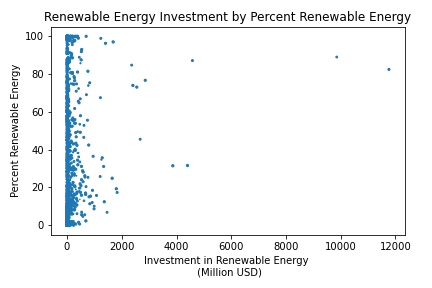 Renewable Energy Investment by Percent Renewable Energy
100
80
60
40
20
0
Percent Renewable Energy
0 2000 4000 6000 8000 10000 12000
Investment in Renewable Energy
(Million USD)